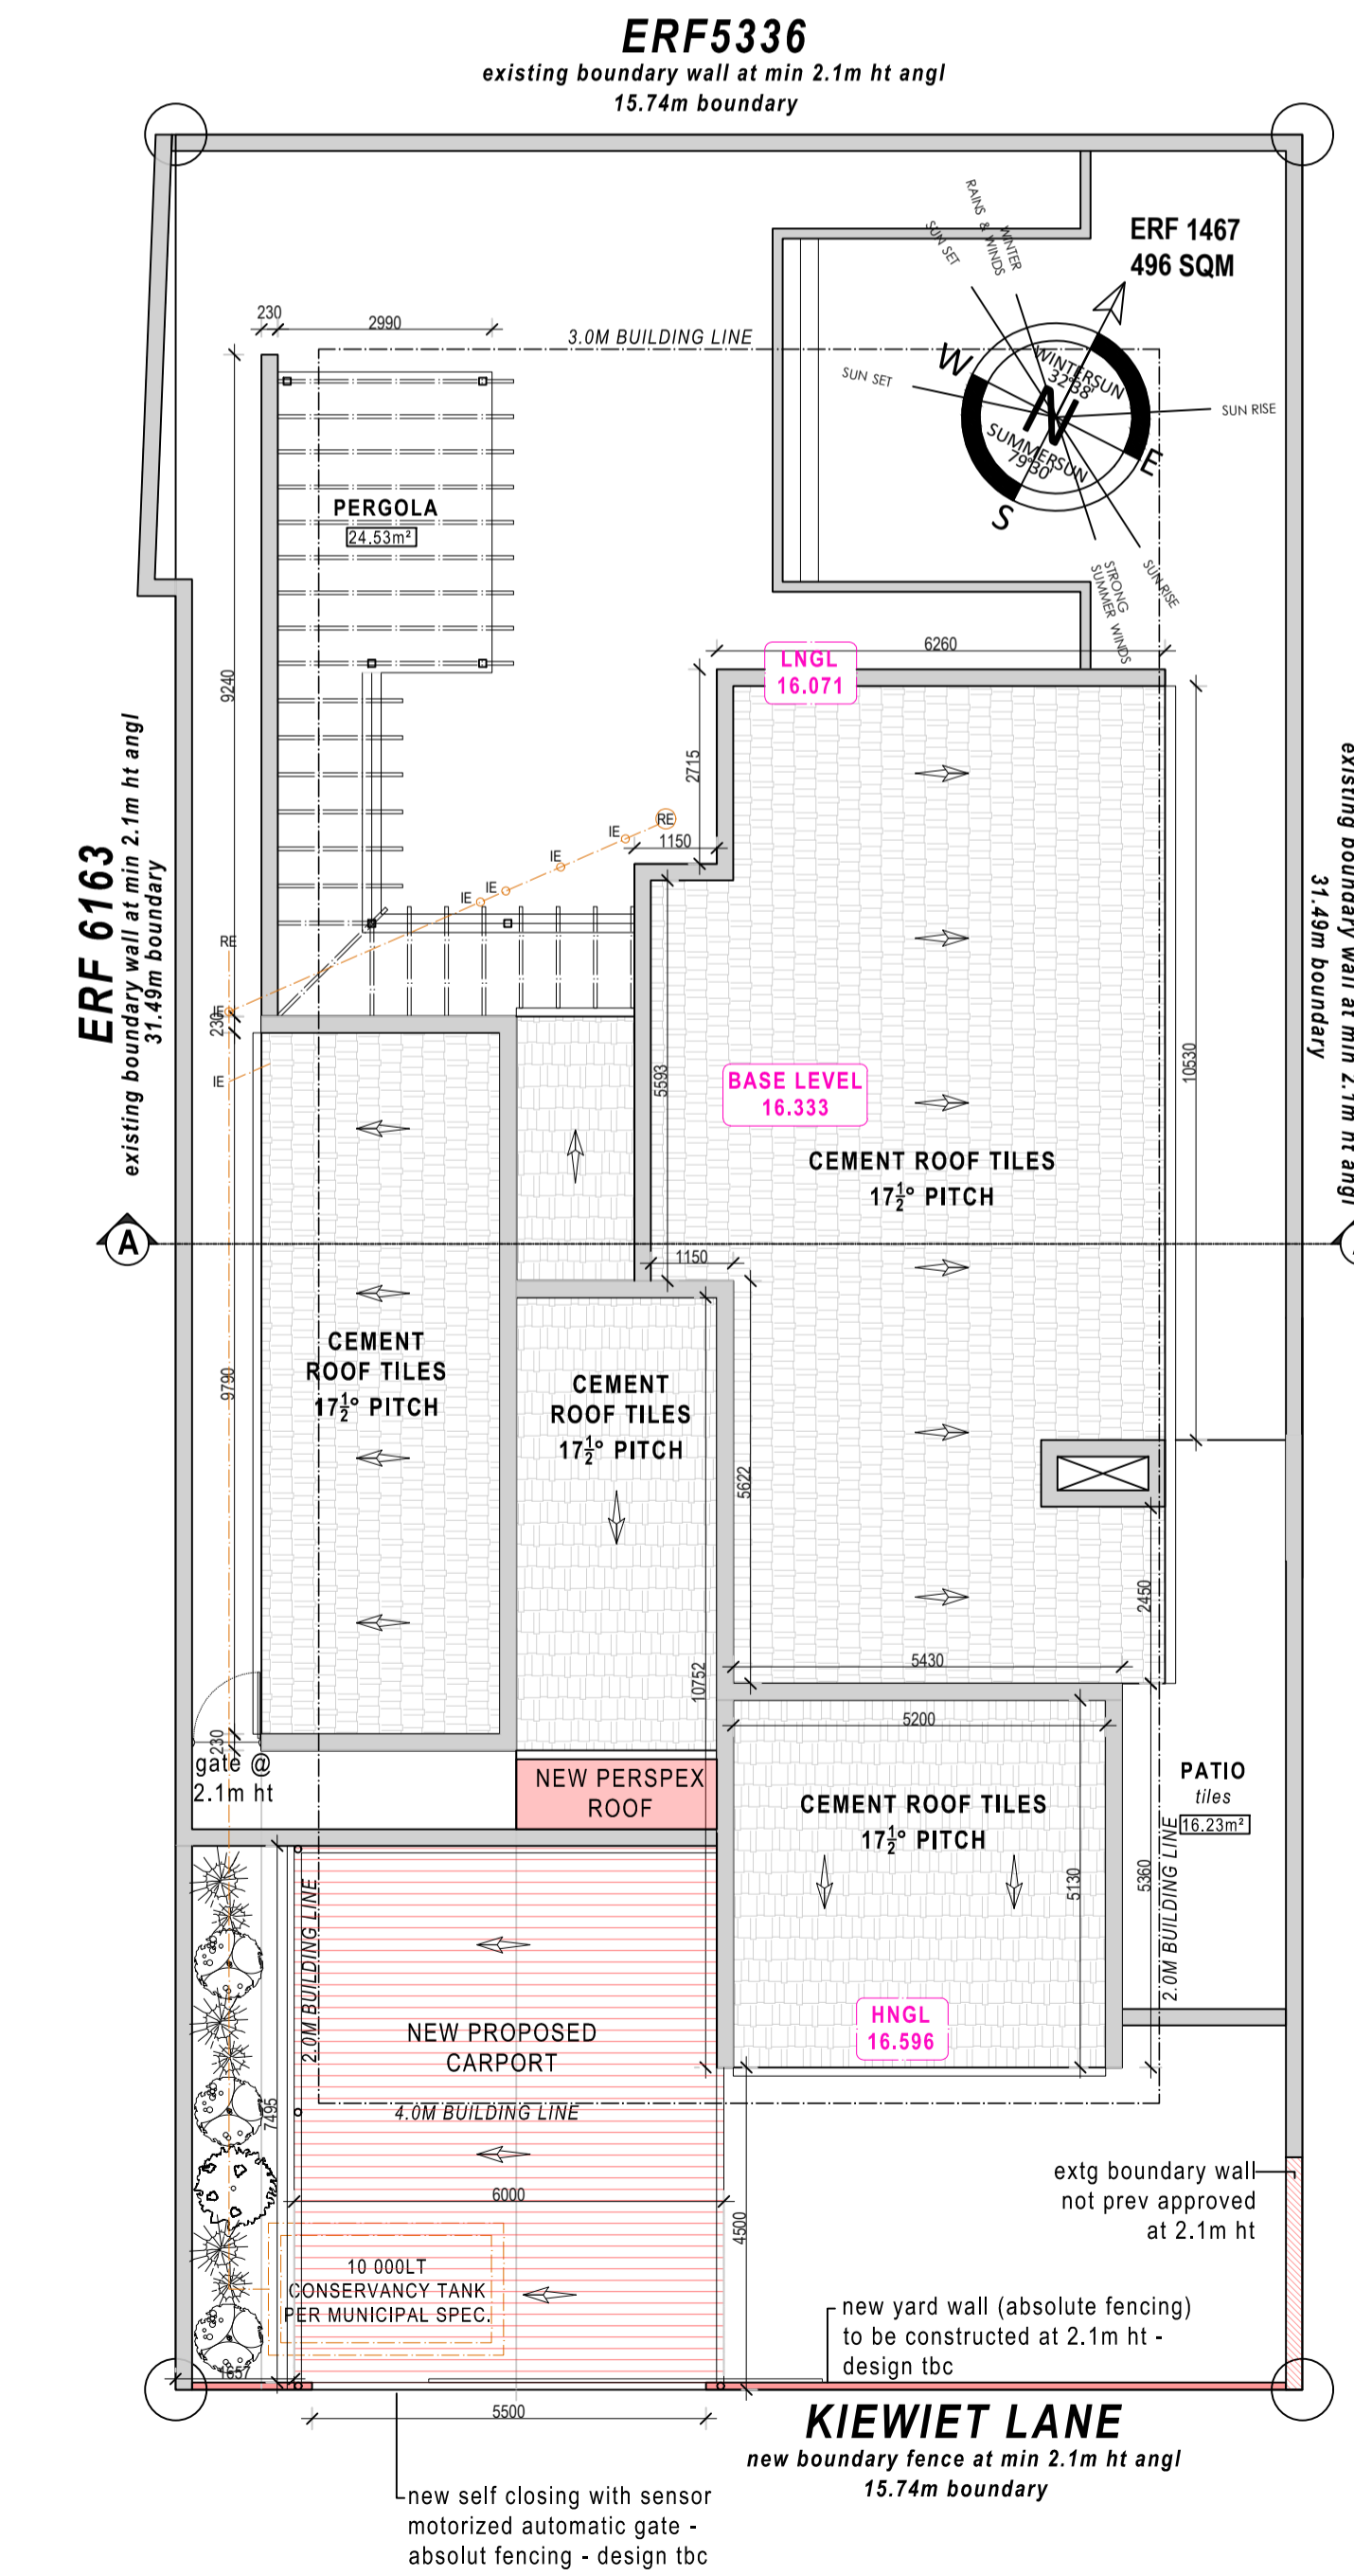 ERF5336
existing boundary wall at min 2.1m ht angl
15.74m boundary
ERF 1467
496 SQM
RAINS & WINDS
WINTER
SUN SET
SUN SET
SUN RISE
W
WINTERSUN
32°38'
N
SUMMERSUN
79°30'
E
S
STRONG
SUMMER WINDS
SUN RISE
230
2990
3.0M BUILDING LINE
PERGOLA
24.53m²
9240
6260
LNGL
16.071
2715
1150
RE
IE
IE
IE
IE
ERF 6163
existing boundary wall at min 2.1m ht angl
31.49m boundary
existing boundary wall at min 2.1m ht angl
31.49m boundary
RE
IE
230
IE
5593
10530
BASE LEVEL
16.333
CEMENT ROOF TILES
17½° PITCH
A
1150
CEMENT
ROOF TILES
17½° PITCH
9790
CEMENT
ROOF TILES
17½° PITCH
5622
10752
2450
5430
5200
230
gate @
2.1m ht
NEW PERSPEX
ROOF
CEMENT ROOF TILES
17½° PITCH
PATIO
tiles
16.23m²
5130
5360
2.0M BUILDING LINE
2.0M BUILDING LINE
HNGL
16.596
NEW PROPOSED
CARPORT
4.0M BUILDING LINE
7495
6000
4500
extg boundary wall
not prev approved
at 2.1m ht
10 000LT
CONSERVANCY TANK
PER MUNICIPAL SPEC.
new yard wall (absolute fencing)
to be constructed at 2.1m ht -
design tbc
1657
5500
KIEWIET LANE
new boundary fence at min 2.1m ht angl
15.74m boundary
new self closing with sensor
motorized automatic gate -
absolut fencing - design tbc